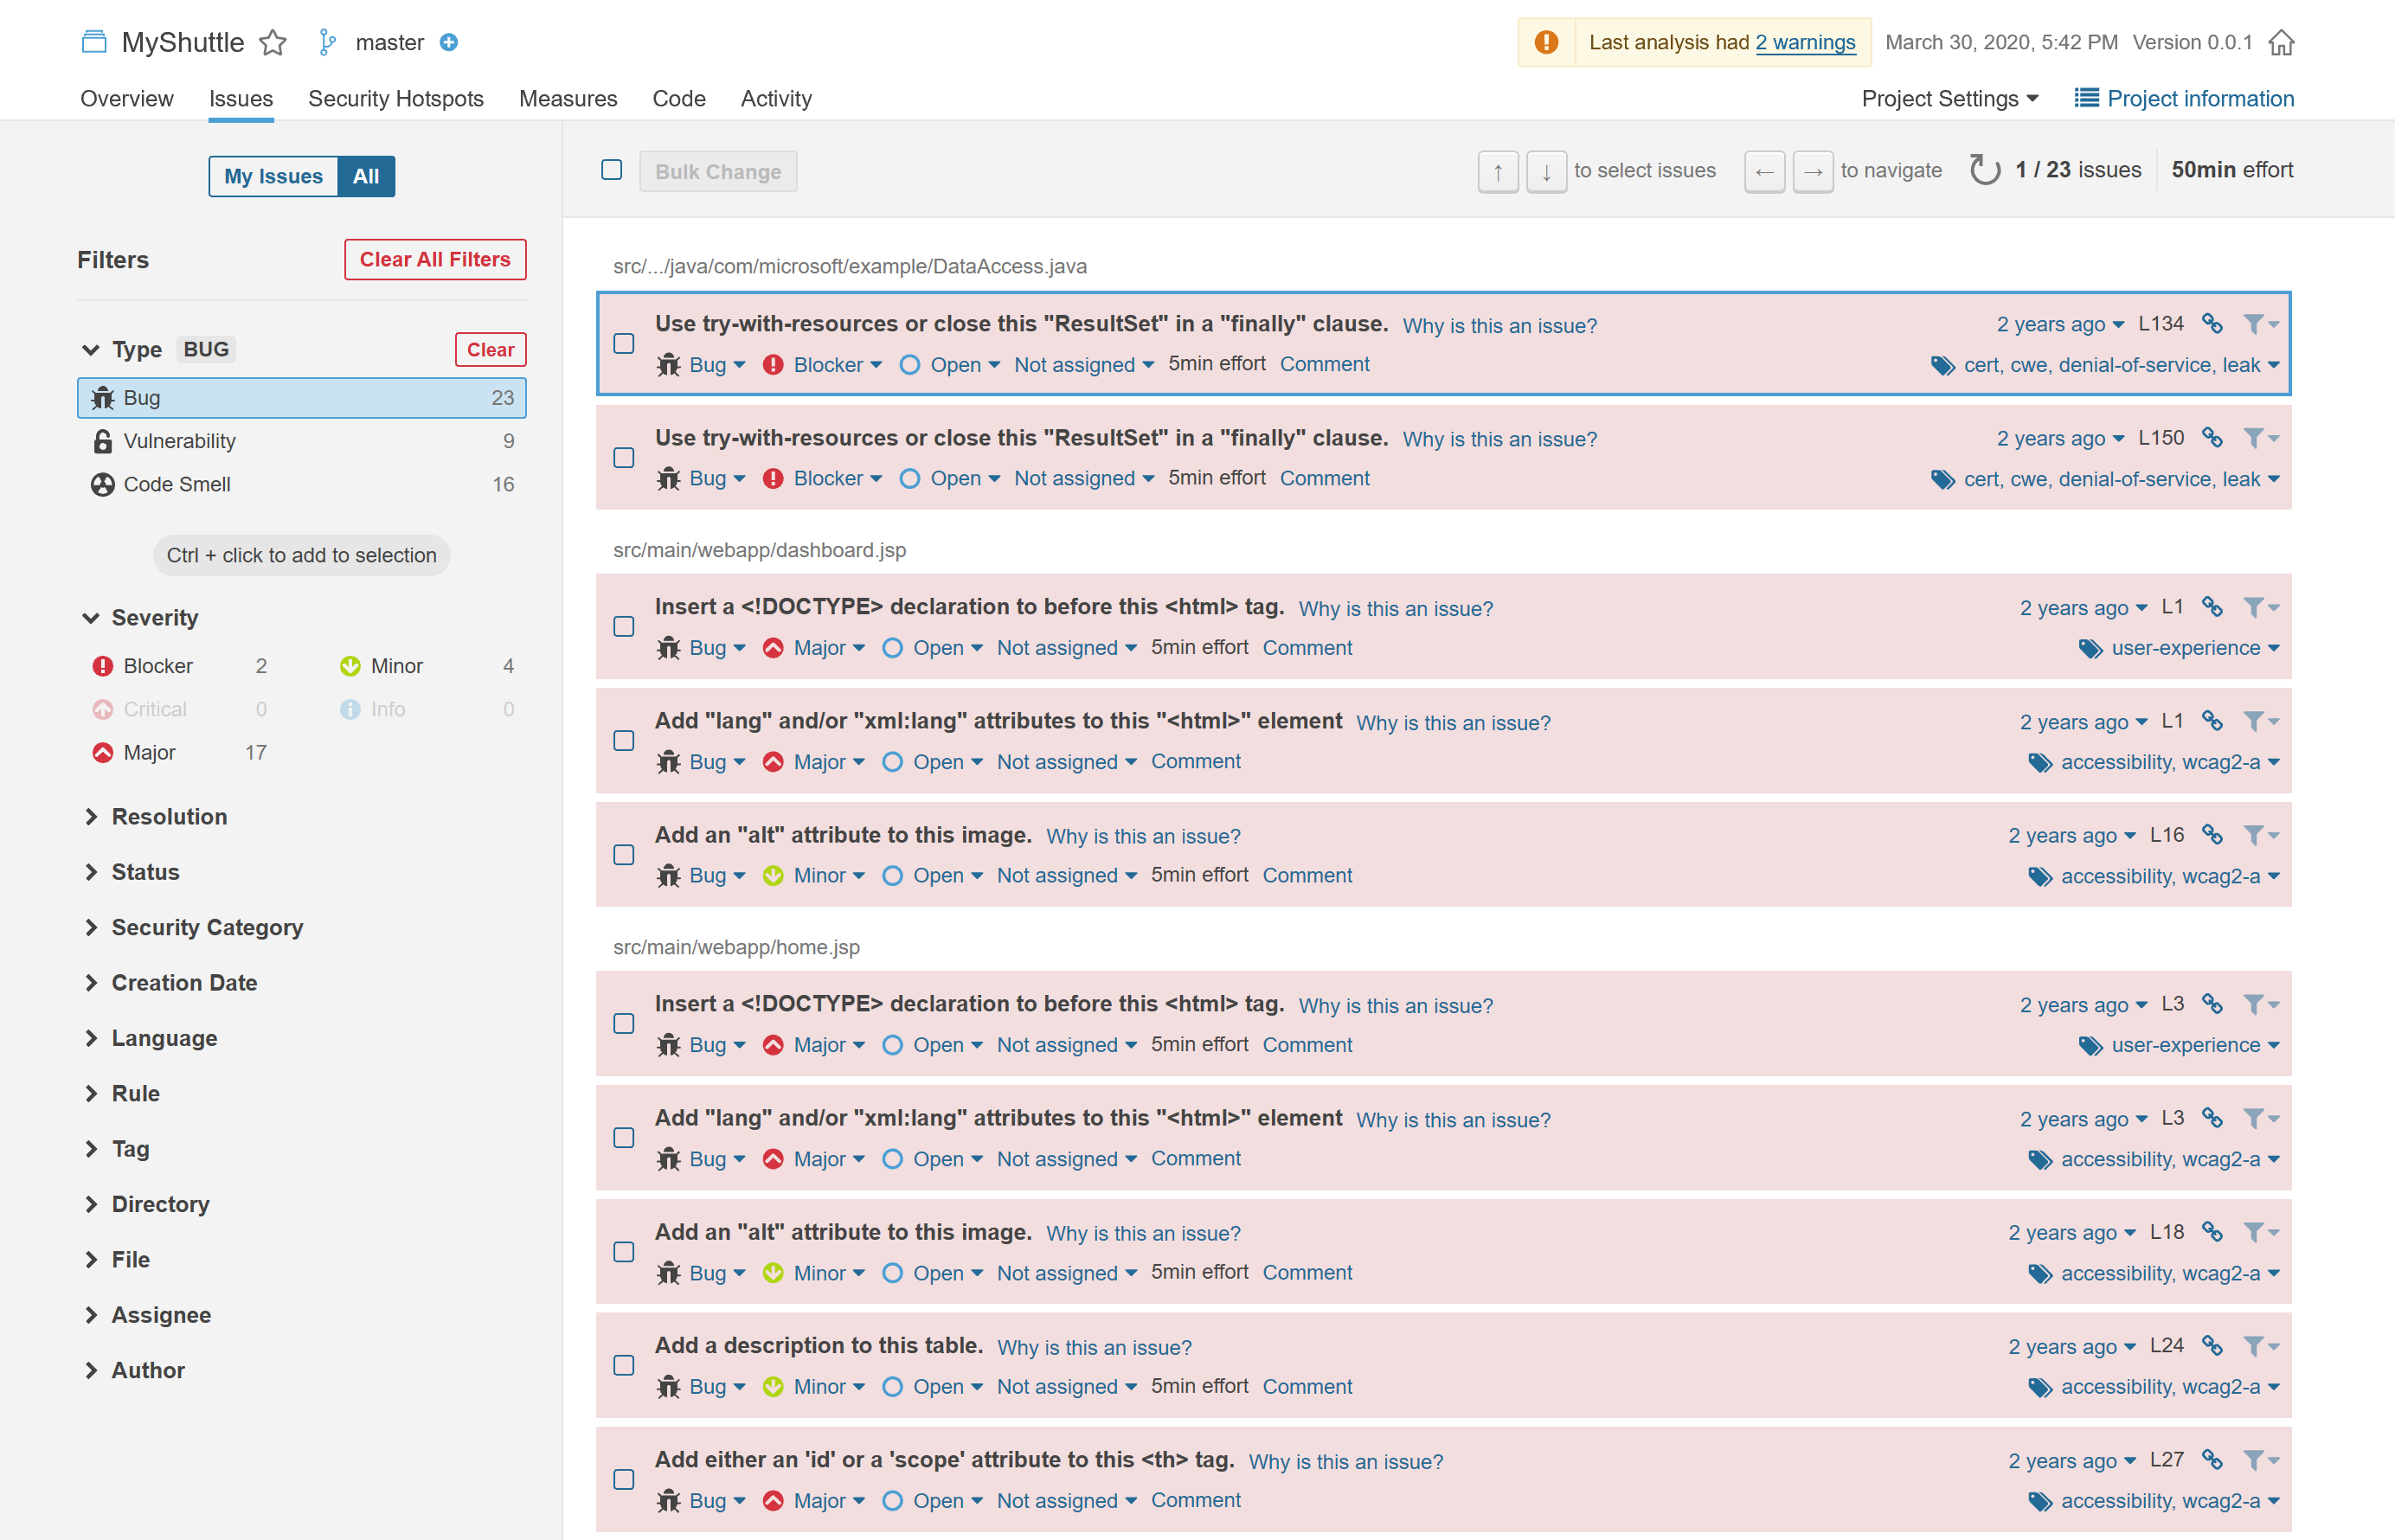 MyShuttle master
Last analysis had 2 warnings March 30, 2020, 5:42 PM Version 0.0.1
Overview Issues Security Hotspots Measures Code Activity
Project Settings Project information
My Issues All
Bulk Change
↑ ↓ to select issues ← → to navigate 1 / 23 issues 50min effort
Filters Clear All Filters
Type BUG Clear
Bug 23
Vulnerability 9
Code Smell 16
Ctrl + click to add to selection
Severity
Blocker 2 Minor 4
Critical 0 Info 0
Major 17
Resolution
Status
Security Category
Creation Date
Language
Rule
Tag
Directory
File
Assignee
Author
src/.../java/com/microsoft/example/DataAccess.java
Use try-with-resources or close this "ResultSet" in a "finally" clause. Why is this an issue? 2 years ago L134
Bug Blocker Open Not assigned 5min effort Comment cert, cwe, denial-of-service, leak
Use try-with-resources or close this "ResultSet" in a "finally" clause. Why is this an issue? 2 years ago L150
Bug Blocker Open Not assigned 5min effort Comment cert, cwe, denial-of-service, leak
src/main/webapp/dashboard.jsp
Insert a <!DOCTYPE> declaration to before this <html> tag. Why is this an issue? 2 years ago L1
Bug Major Open Not assigned 5min effort Comment user-experience
Add "lang" and/or "xml:lang" attributes to this "<html>" element Why is this an issue? 2 years ago L1
Bug Major Open Not assigned Comment accessibility, wcag2-a
Add an "alt" attribute to this image. Why is this an issue? 2 years ago L16
Bug Minor Open Not assigned 5min effort Comment accessibility, wcag2-a
src/main/webapp/home.jsp
Insert a <!DOCTYPE> declaration to before this <html> tag. Why is this an issue? 2 years ago L3
Bug Major Open Not assigned 5min effort Comment user-experience
Add "lang" and/or "xml:lang" attributes to this "<html>" element Why is this an issue? 2 years ago L3
Bug Major Open Not assigned Comment accessibility, wcag2-a
Add an "alt" attribute to this image. Why is this an issue? 2 years ago L18
Bug Minor Open Not assigned 5min effort Comment accessibility, wcag2-a
Add a description to this table. Why is this an issue? 2 years ago L24
Bug Minor Open Not assigned 5min effort Comment accessibility, wcag2-a
Add either an 'id' or a 'scope' attribute to this <th> tag. Why is this an issue? 2 years ago L27
Bug Major Open Not assigned Comment accessibility, wcag2-a